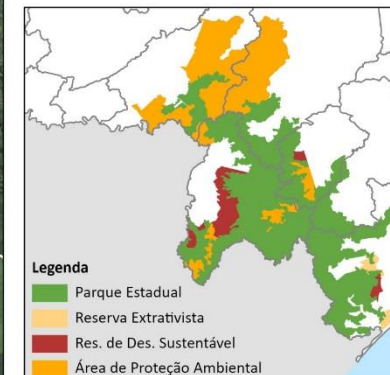 Legenda
Parque Estadual
Reserva Extrativista
Res. de Des. Sustentável
Área de Proteção Ambiental